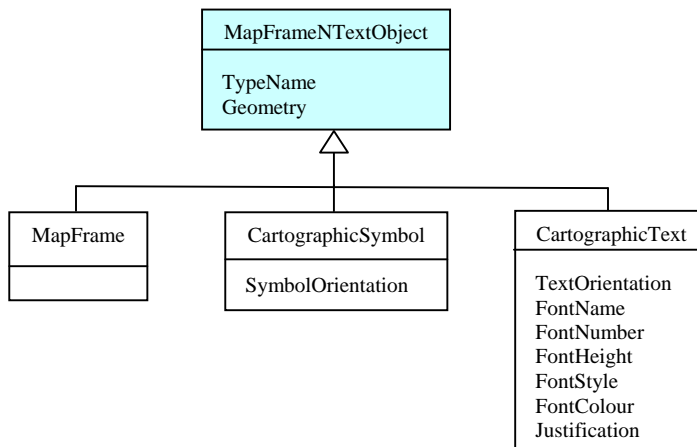 MapFrameNTextObject
TypeName
Geometry
MapFrame
CartographicSymbol
SymbolOrientation
CartographicText
TextOrientation
FontName
FontNumber
FontHeight
FontStyle
FontColour
Justification